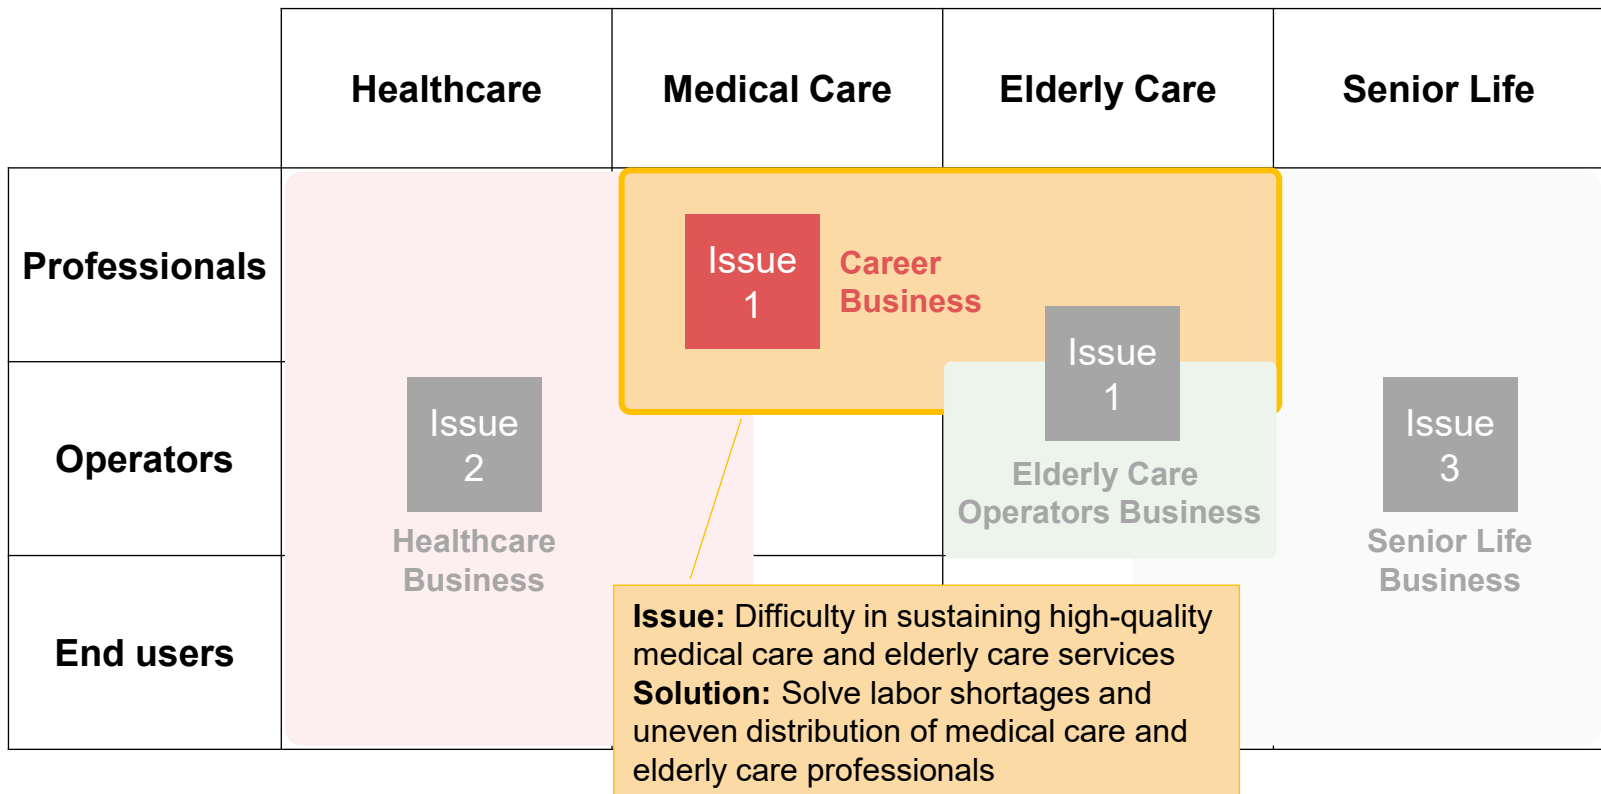 Healthcare
Medical Care
Elderly Care
Senior Life
Professionals
Issue
1
Career
Business
Issue
1
Operators
Issue
2
Healthcare
Business
Elderly Care
Operators Business
Issue
3
Senior Life
Business
End users
Issue: Difficulty in sustaining high-quality
medical care and elderly care services
Solution: Solve labor shortages and
uneven distribution of medical care and
elderly care professionals